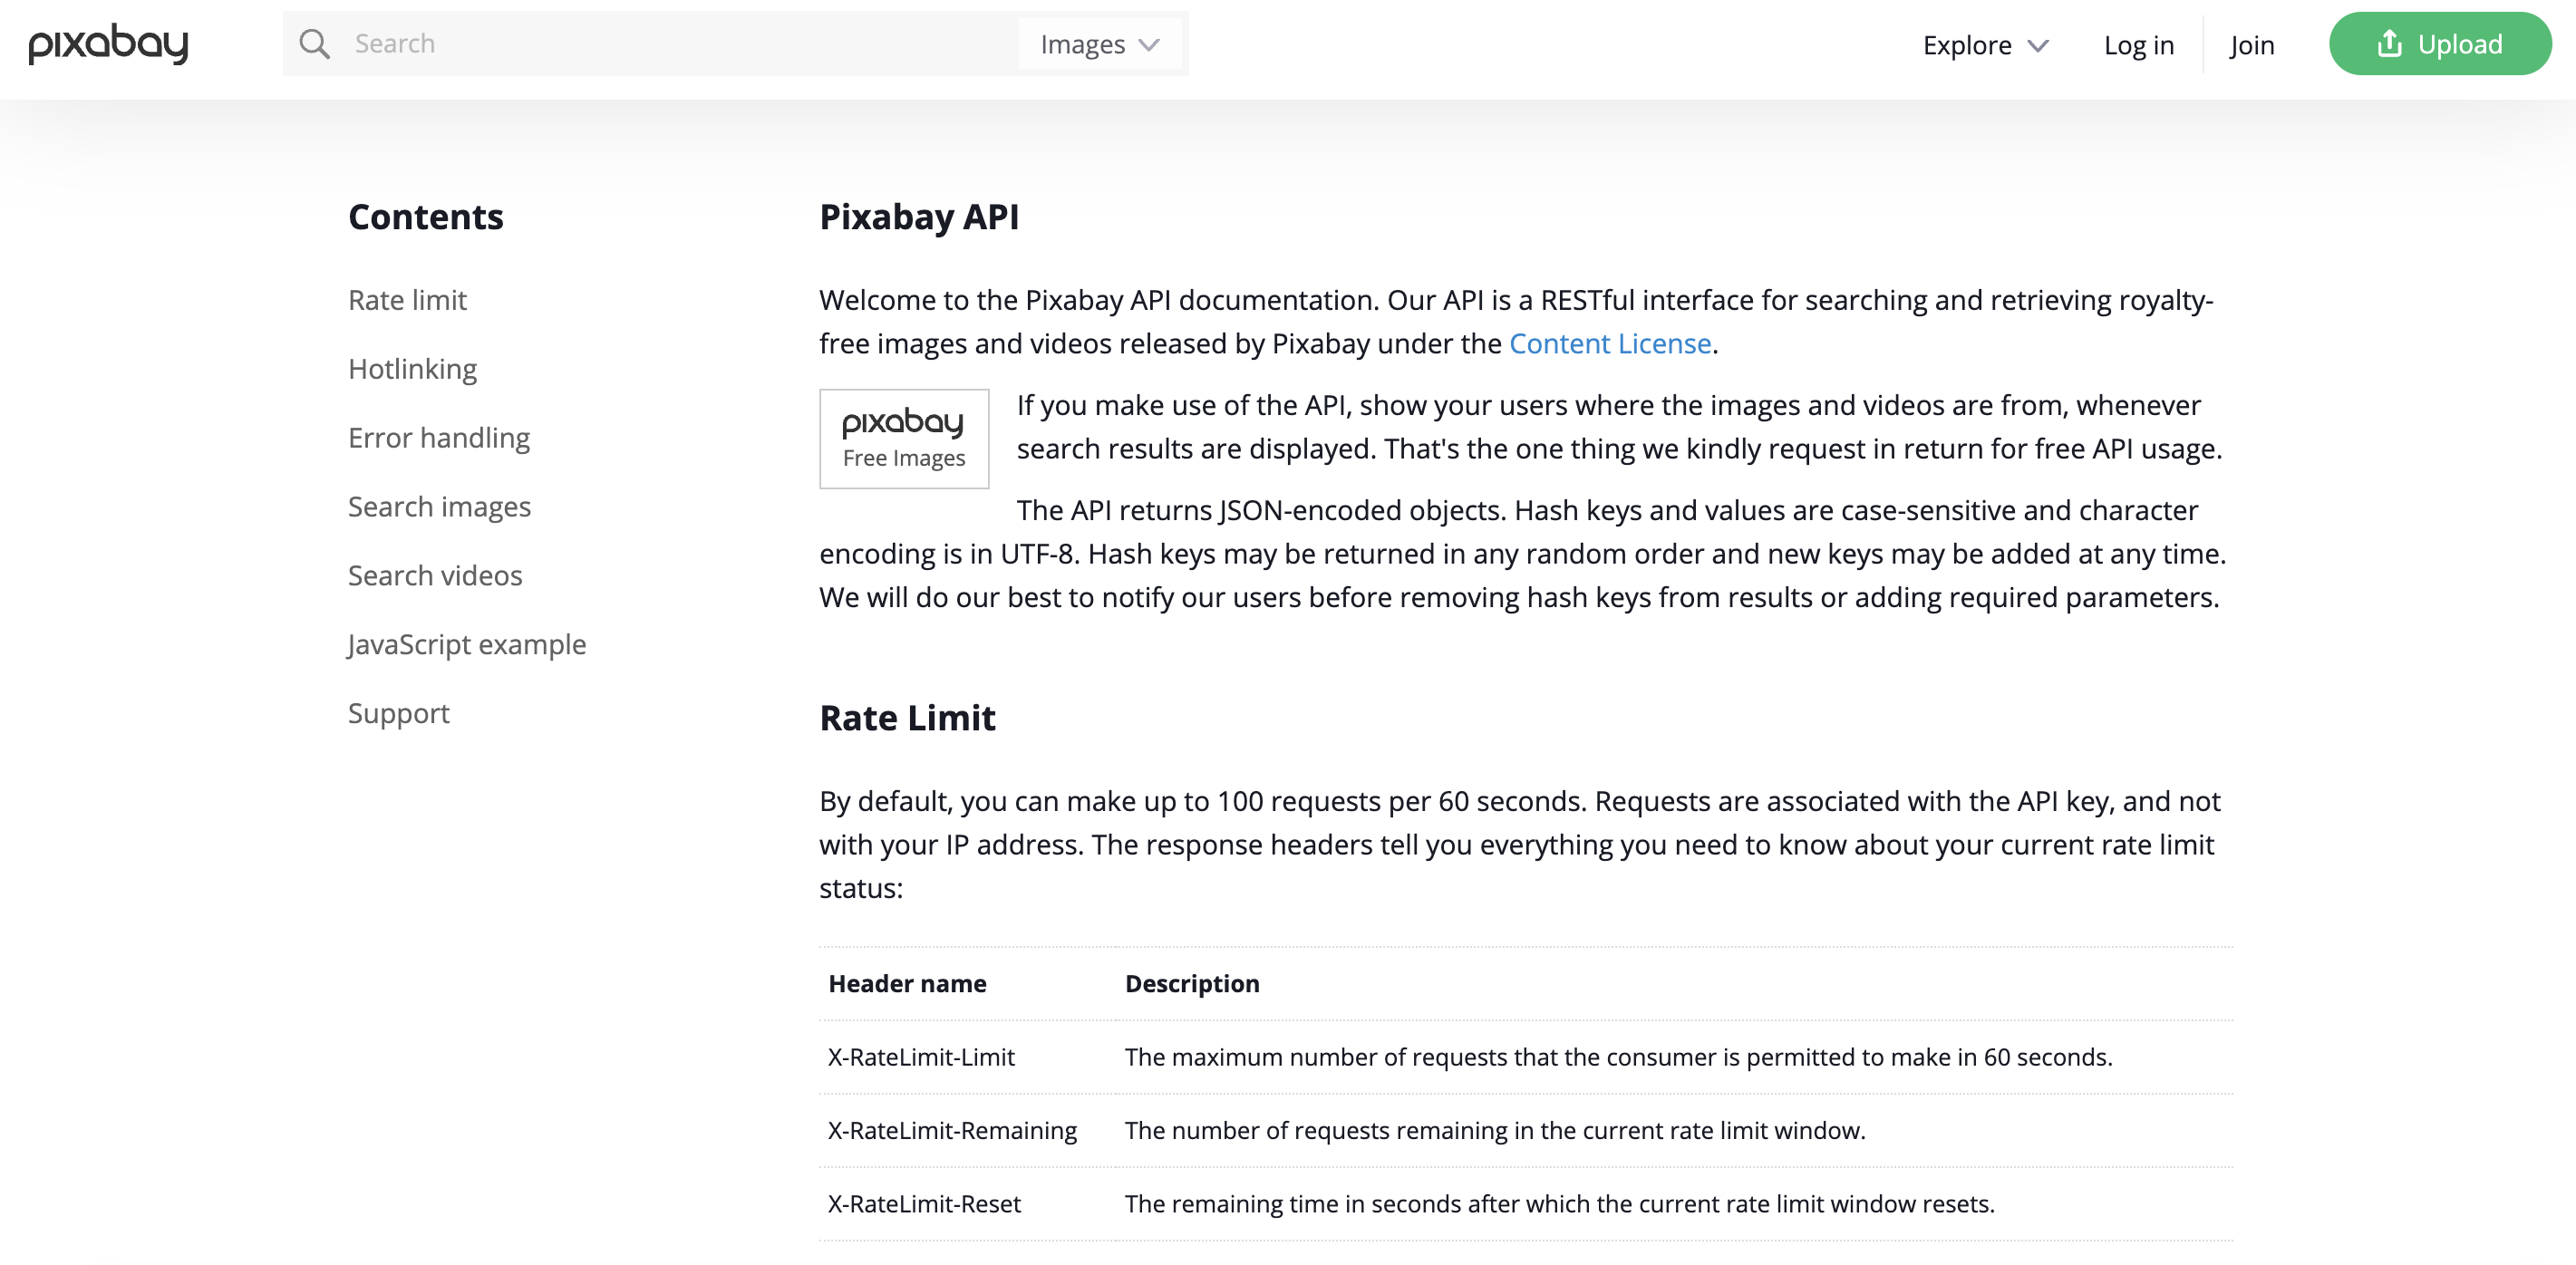 pixabay
Search
Images
Explore
Log in
Join
Upload
Contents
Rate limit
Hotlinking
Error handling
Search images
Search videos
JavaScript example
Support
Pixabay API
Welcome to the Pixabay API documentation. Our API is a RESTful interface for searching and retrieving royalty-
free images and videos released by Pixabay under the Content License.
pixabay
Free Images
If you make use of the API, show your users where the images and videos are from, whenever
search results are displayed. That's the one thing we kindly request in return for free API usage.
The API returns JSON-encoded objects. Hash keys and values are case-sensitive and character
encoding is in UTF-8. Hash keys may be returned in any random order and new keys may be added at any time.
We will do our best to notify our users before removing hash keys from results or adding required parameters.
Rate Limit
By default, you can make up to 100 requests per 60 seconds. Requests are associated with the API key, and not
with your IP address. The response headers tell you everything you need to know about your current rate limit
status:
Header name Description
X-RateLimit-Limit The maximum number of requests that the consumer is permitted to make in 60 seconds.
X-RateLimit-Remaining The number of requests remaining in the current rate limit window.
X-RateLimit-Reset The remaining time in seconds after which the current rate limit window resets.